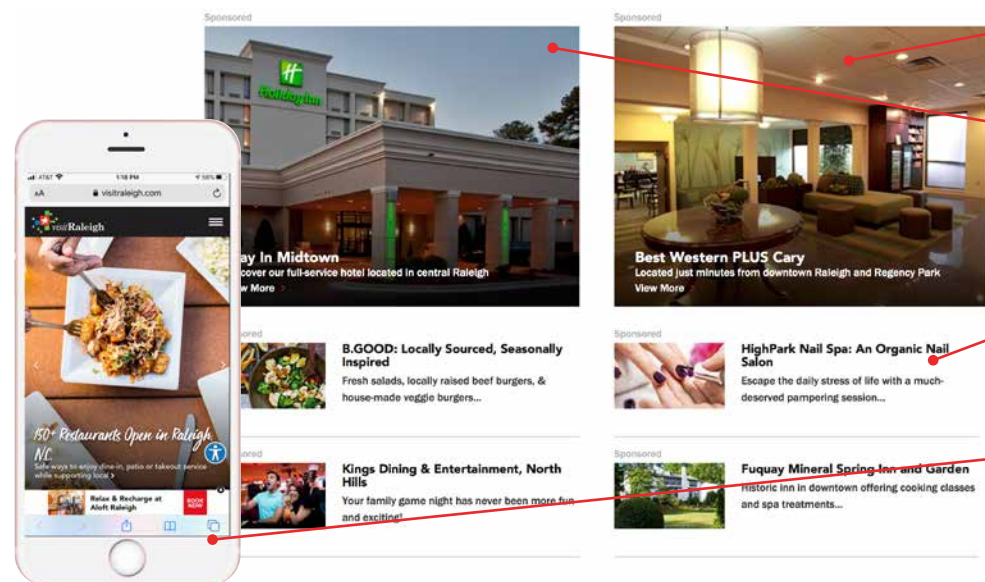 Sponsored
Sponsored
Holiday Inn
ay In Midtown
cover our full-service hotel located in central Raleigh
w More >
Best Western PLUS Cary
Located just minutes from downtown Raleigh and Regency Park
View More
AT&T
1:18 PM
58%
AA
visitraleigh.com
visitRaleigh
150+ Restaurants Open in Raleigh,
N.C.
Safe ways to enjoy dine-in, patio or takeout service
while supporting local >
Relax & Recharge at
Aloft Raleigh
BOOK
NOW
sored
B.GOOD: Locally Sourced, Seasonally
Inspired
Fresh salads, locally raised beef burgers, &
house-made veggie burgers...
Sponsored
HighPark Nail Spa: An Organic Nail
Salon
Escape the daily stress of life with a much-
deserved pampering session...
sored
Kings Dining & Entertainment, North
Hills
Your family game night has never been more fun
and exciting!
Sponsored
Fuquay Mineral Spring Inn and Garden
Historic inn in downtown offering cooking classes
and spa treatments...